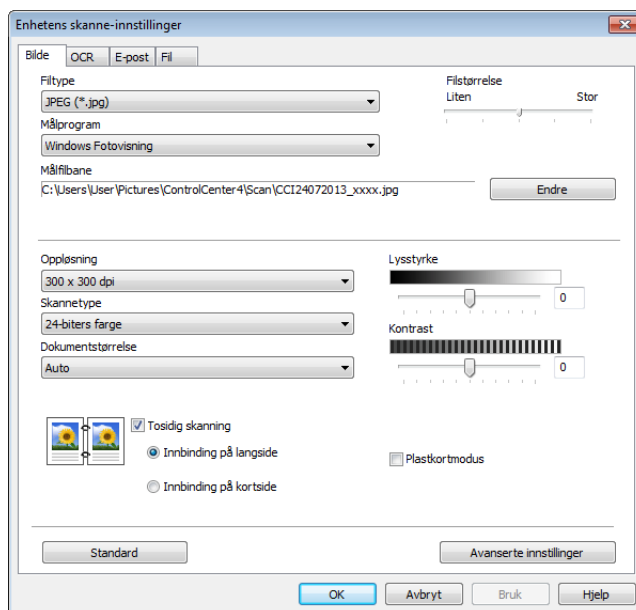 Enhetens skanne-innstillinger
Bilde OCR E-post Fil
Filtype
JPEG (*.jpg)
Filstørrelse
Liten Stor
Målprogram
Windows Fotovisning
Målfilbane
C:\Users\User\Pictures\ControlCenter4\Scan\CCI24072013_xxxx.jpg
Endre
Oppløsning
300 x 300 dpi
Skannetype
24-biters farge
Dokumentstørrelse
Auto
Lysstyrke
0
Kontrast
0
Tosidig skanning
Innbinding på langside
Innbinding på kortside
Plastkortmodus
Standard
Avanserte innstillinger
OK Avbryt Bruk Hjelp